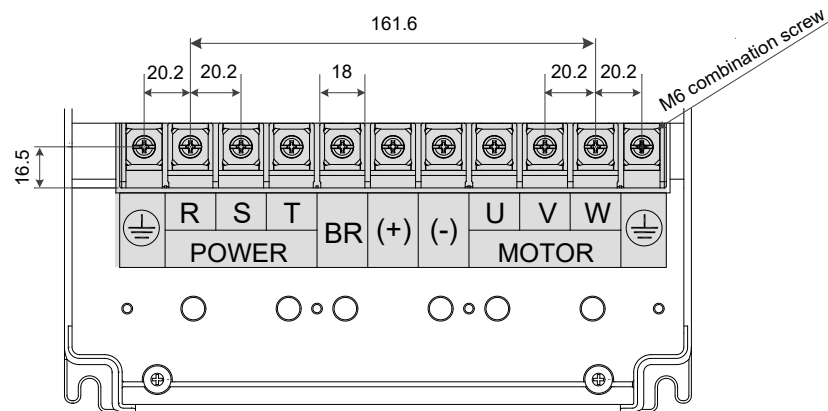 161.6
20.2
20.2
18
20.2
20.2
M6 combination screw
16.5
R S T BR (+) (-) U V W
POWER MOTOR